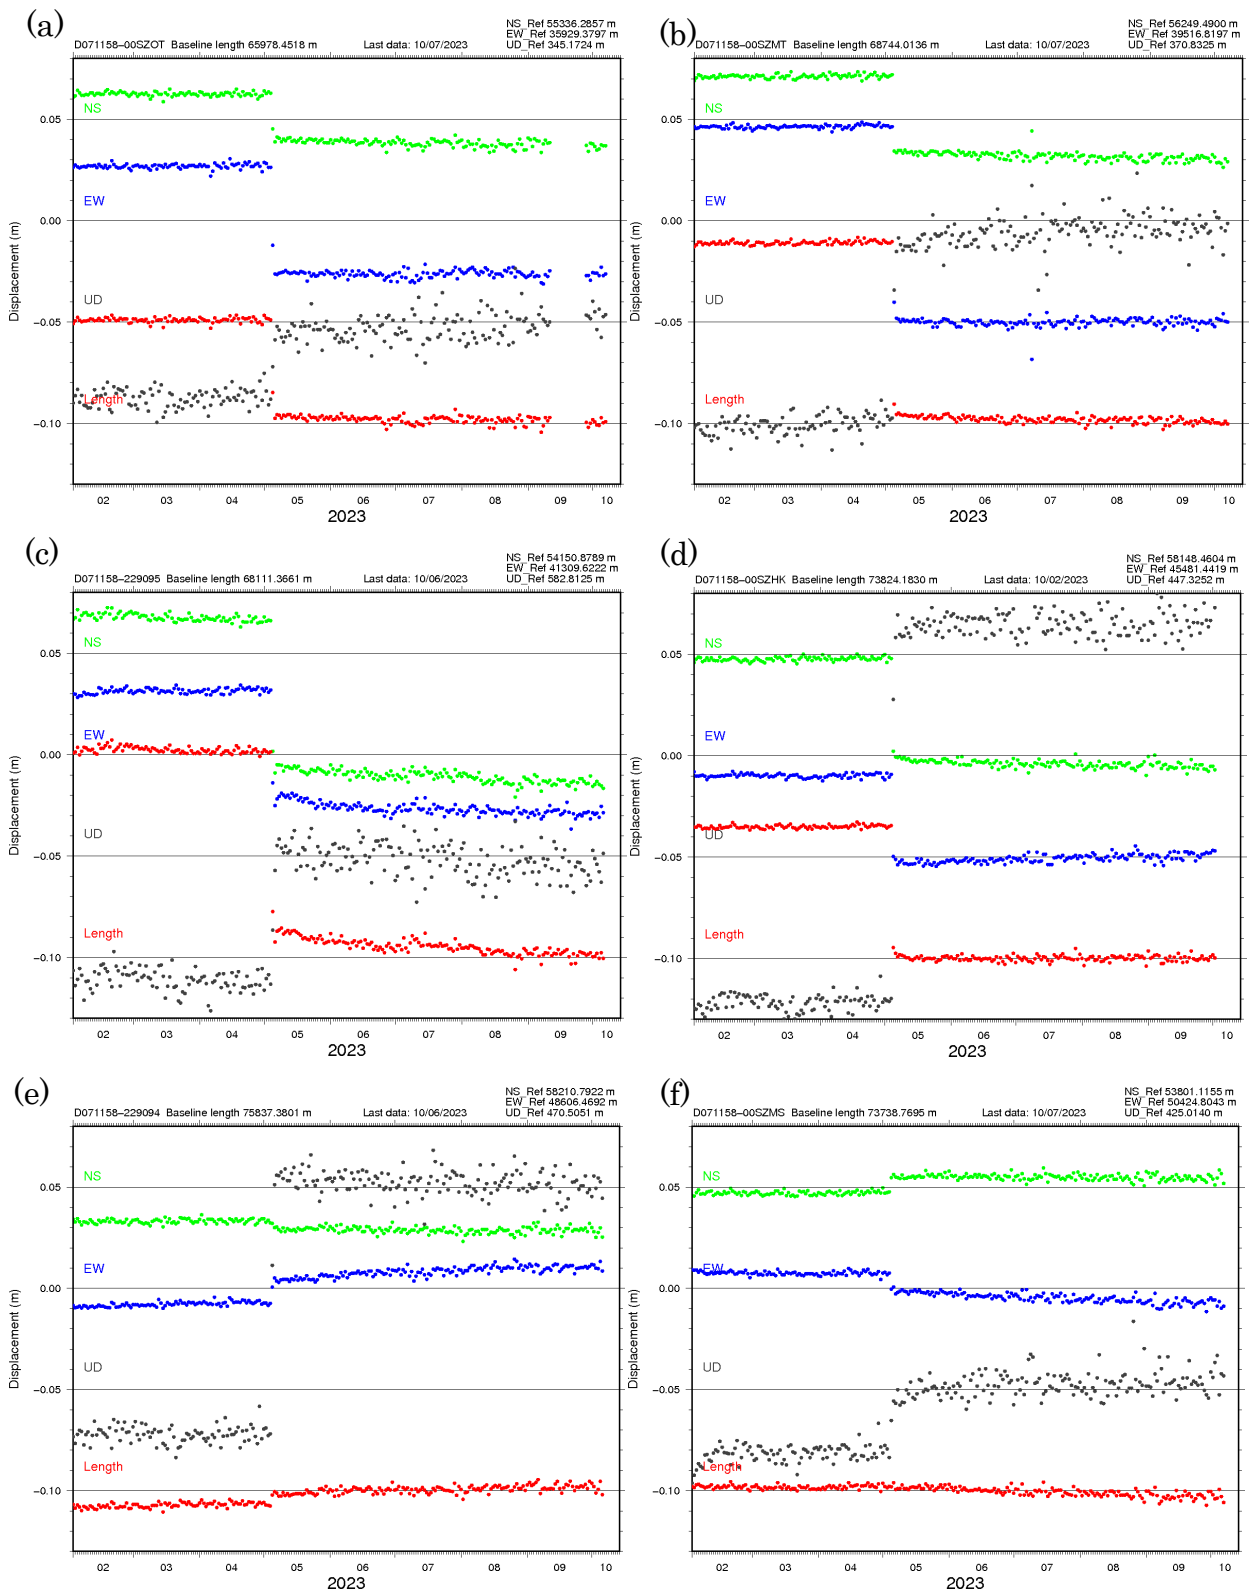 (a)
NS_Ref 55336.2857 m
EW_Ref 35929.3797 m
D071158–00SZOT Baseline length 65978.4518 m Last data: 10/07/2023 UD_Ref 345.1724 m
NS
0.05
EW
0.00
UD
−0.05
Length
−0.10
Displacement (m)
02 03 04 05 06 07 08 09 10
2023
(b)
NS_Ref 56249.4900 m
EW_Ref 39516.8197 m
D071158–00SZMT Baseline length 68744.0136 m Last data: 10/07/2023 UD_Ref 370.8325 m
NS
0.05
EW
0.00
UD
−0.05
Length
−0.10
Displacement (m)
02 03 04 05 06 07 08 09 10
2023
(c)
NS_Ref 54150.8789 m
EW_Ref 41309.6222 m
D071158–229095 Baseline length 68111.3661 m Last data: 10/06/2023 UD_Ref 582.8125 m
NS
0.05
EW
0.00
UD
−0.05
Length
−0.10
Displacement (m)
02 03 04 05 06 07 08 09 10
2023
(d)
NS_Ref 58148.4604 m
EW_Ref 45481.4419 m
D071158–00SZHK Baseline length 73824.1830 m Last data: 10/02/2023 UD_Ref 447.3252 m
NS
0.05
EW
0.00
UD
−0.05
Length
−0.10
Displacement (m)
02 03 04 05 06 07 08 09 10
2023
(e)
NS_Ref 58210.7922 m
EW_Ref 48606.4692 m
D071158–229094 Baseline length 75837.3801 m Last data: 10/06/2023 UD_Ref 470.5051 m
NS
0.05
EW
0.00
UD
−0.05
Length
−0.10
Displacement (m)
02 03 04 05 06 07 08 09 10
2023
(f)
NS_Ref 53801.1155 m
EW_Ref 50424.8043 m
D071158–00SZMS Baseline length 73738.7695 m Last data: 10/07/2023 UD_Ref 425.0140 m
NS
0.05
EW
0.00
UD
−0.05
Length
−0.10
Displacement (m)
02 03 04 05 06 07 08 09 10
2023